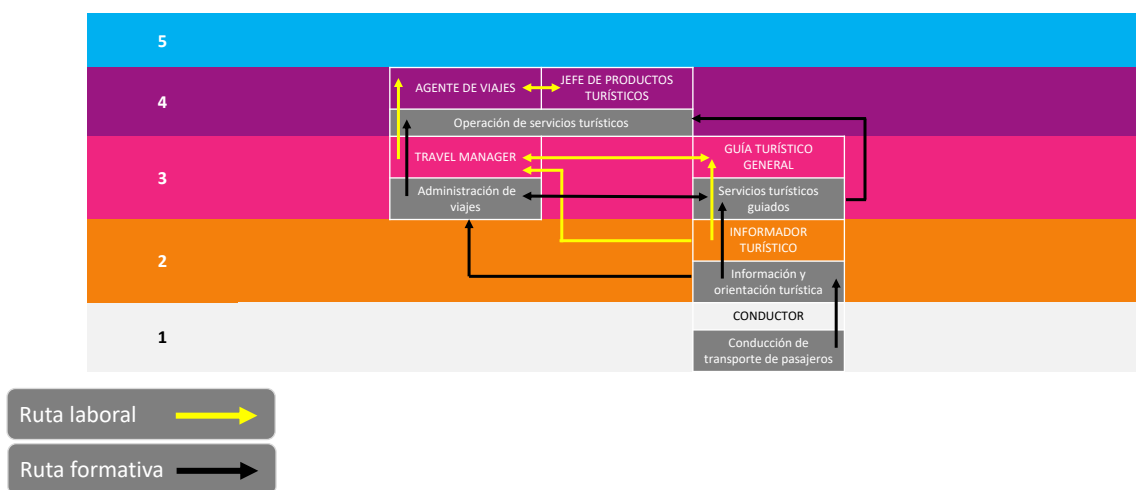 5
4
AGENTE DE VIAJES
JEFE DE PRODUCTOS
TURÍSTICOS
Operación de servicios turísticos
3
TRAVEL MANAGER
GUÍA TURÍSTICO
GENERAL
Administración de
viajes
Servicios turísticos
guiados
2
INFORMADOR
TURÍSTICO
Información y
orientación turística
1
CONDUCTOR
Conducción de
transporte de pasajeros
Ruta laboral
Ruta formativa